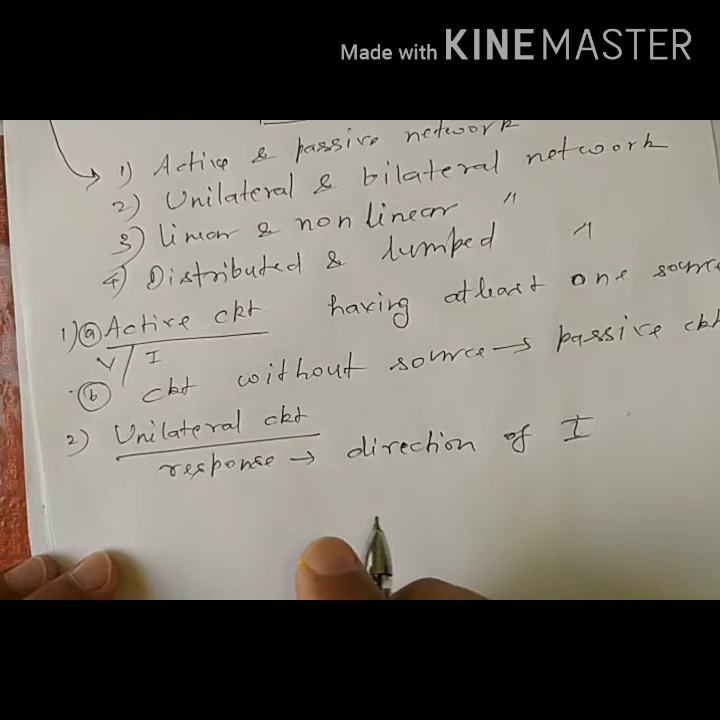 Made with KINEMASTER
1) Active & passive network
2) Unilateral & bilateral network
3) linear & non linear "
4) Distributed & lumped "
1) (a) Active ckt having atleast one source
V/I
(b) ckt without source → passive ckt
2) Unilateral ckt
response → direction of I